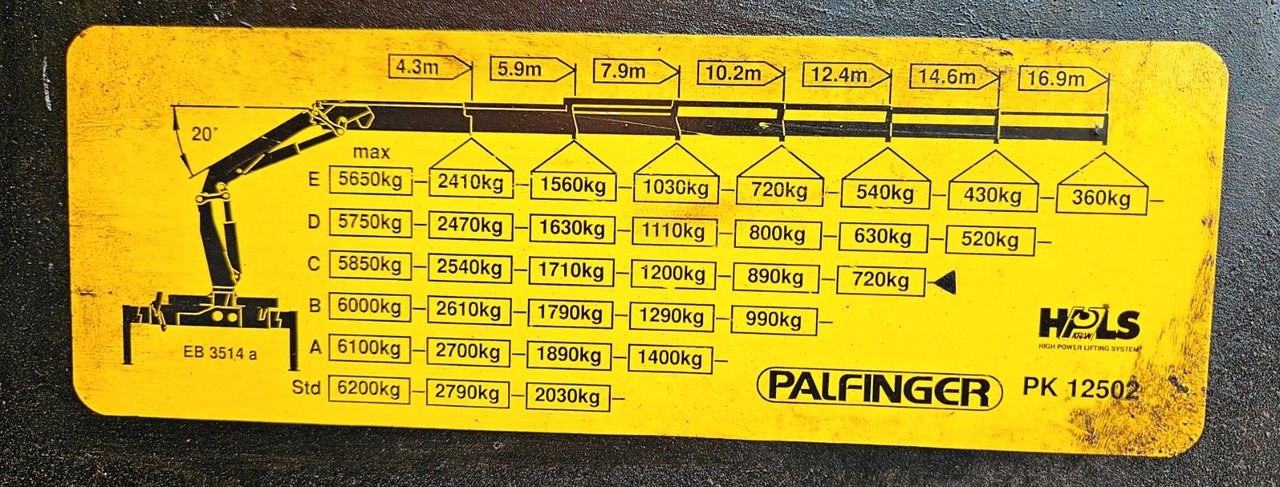 4.3m 5.9m 7.9m 10.2m 12.4m 14.6m 16.9m
20°
max
E 5650kg 2410kg 1560kg 1030kg 720kg 540kg 430kg 360kg
D 5750kg 2470kg 1630kg 1110kg 800kg 630kg 520kg
C 5850kg 2540kg 1710kg 1200kg 890kg 720kg
B 6000kg 2610kg 1790kg 1290kg 990kg
A 6100kg 2700kg 1890kg 1400kg
Std 6200kg 2790kg 2030kg
EB 3514 a
HPLS
HIGH POWER LIFTING SYSTEM
PALFINGER PK 12502